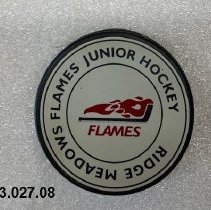 RIDGE MEADOWS FLAMES JUNIOR HOCKEY
FLAMES
3.027.08